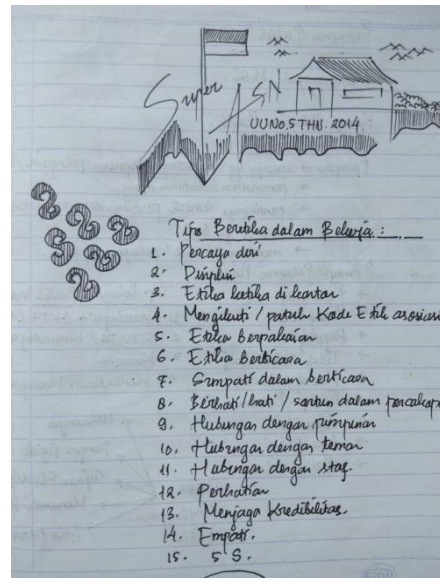 Super ASN
UU NO.5 THN. 2014.
Tips Beretika dalam Bekerja :
1. Percaya diri
2. Disiplin
3. Etika ketika di kantor
4. Mengikuti / patuh Kode Etik asosiasi
5. Etika berpakaian
6. Etika berbicara
7. Simpati dalam berbicara
8. Berhati / hati / santun dalam percakapan
9. Hubungan dengan pimpinan
10. Hubungan dengan teman
11. Hubungan dengan staf.
12. Perhatian
13. Menjaga Kredibilitas.
14. Empati.
15. 5 S.